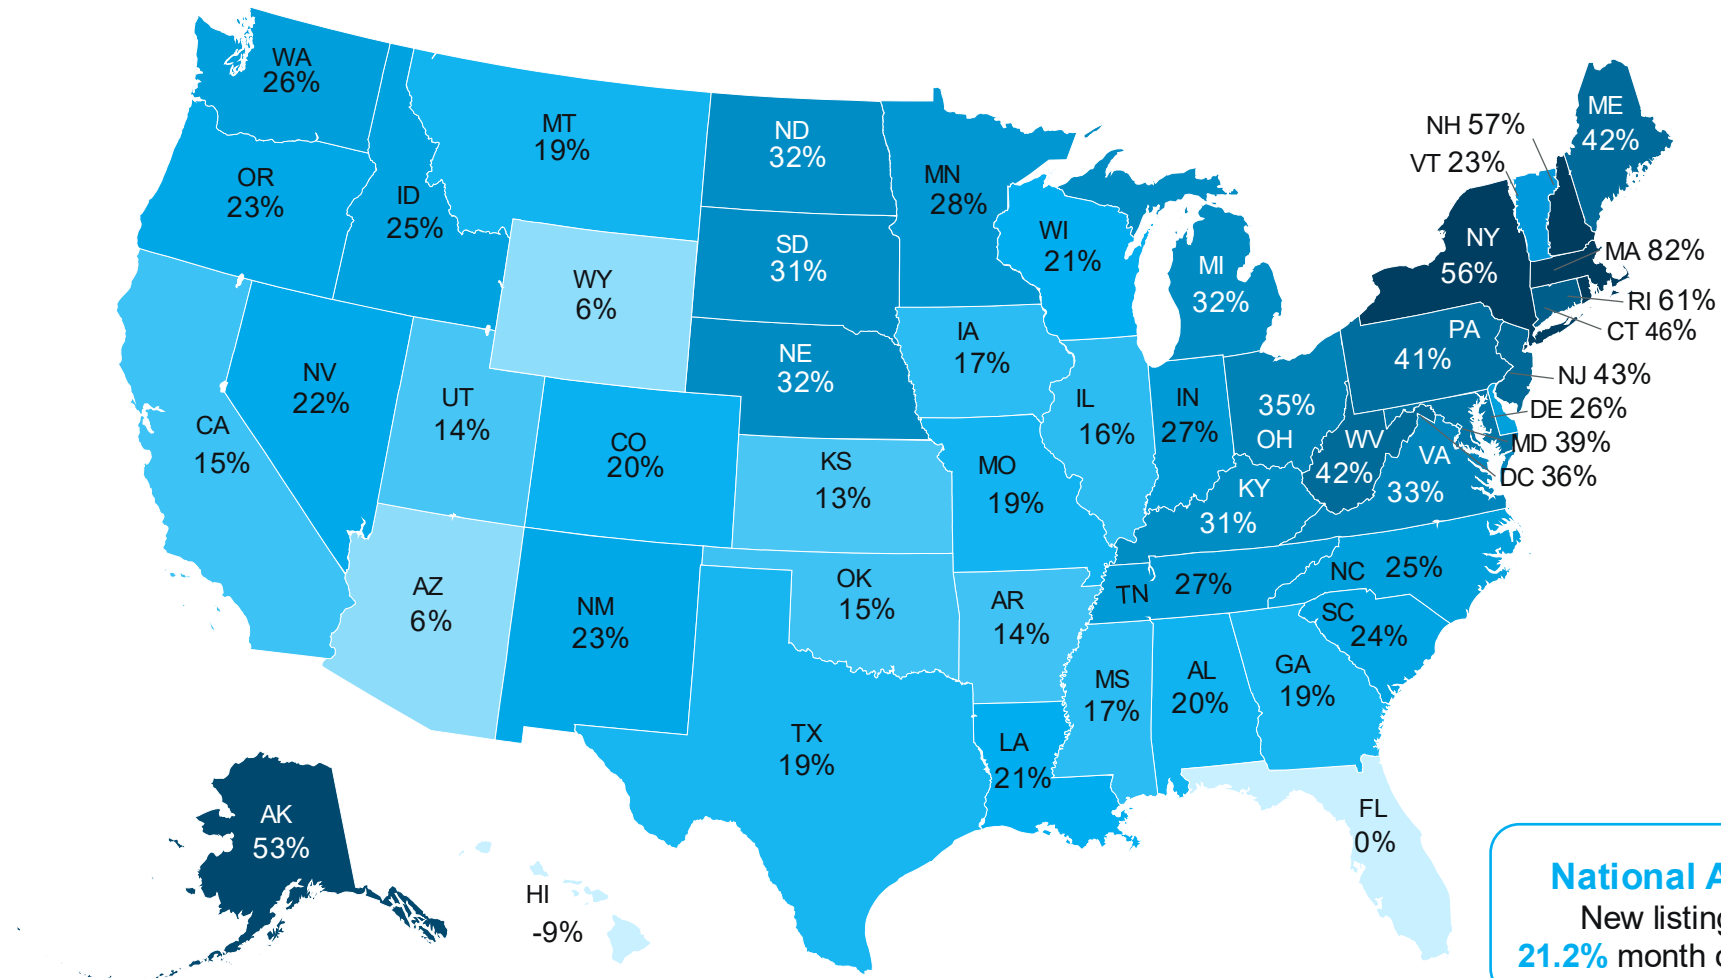 WA
26%
MT
19%
ND
32%
MN
28%
OR
23%
ID
25%
WY
6%
SD
31%
WI
21%
MI
32%
NH 57%
VT 23%
ME
42%
NY
56%
MA 82%
RI 61%
CT 46%
PA
41%
NJ 43%
DE 26%
MD 39%
DC 36%
NV
22%
UT
14%
CA
15%
CO
20%
NE
32%
IA
17%
IL
16%
IN
27%
35%
OH
WV
42%
VA
33%
KS
13%
MO
19%
KY
31%
AZ
6%
NM
23%
OK
15%
AR
14%
TN 27%
NC 25%
SC
24%
MS
17%
AL
20%
GA
19%
TX
19%
LA
21%
FL
0%
AK
53%
HI
-9%
National A
New listing
21.2% month